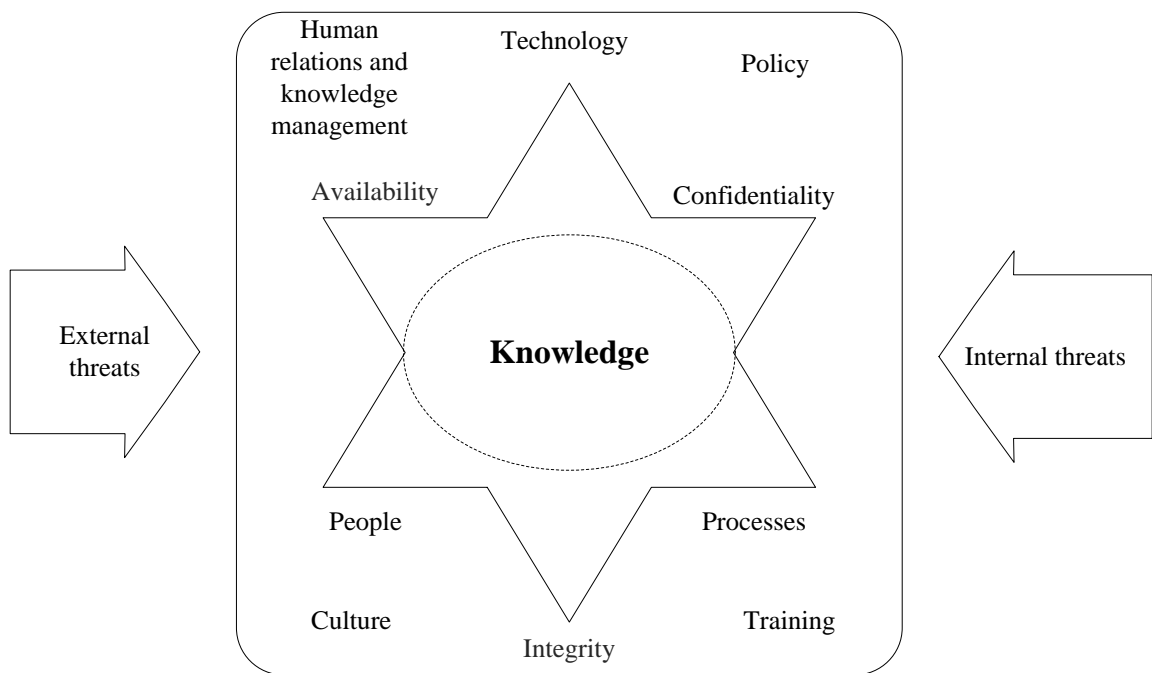 Human
relations and
knowledge
management
Technology
Policy
Availability
Confidentiality
External
threats
Knowledge
Internal threats
People
Processes
Culture
Training
Integrity